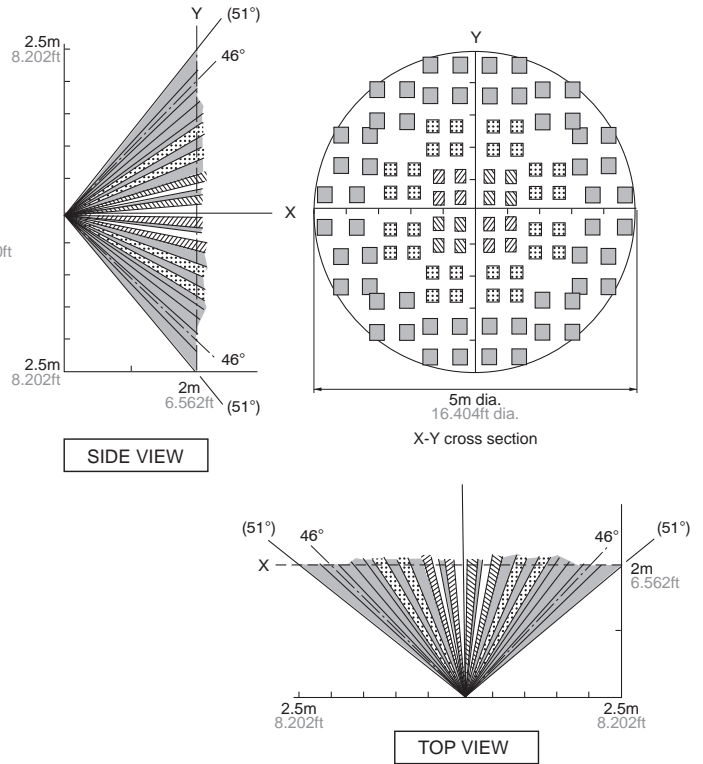 Y
(51°)
2.5m
8.202ft
46°
X
2.5m
8.202ft
46°
2m
6.562ft
(51°)
SIDE VIEW
Y
5m dia.
16.404ft dia.
X-Y cross section
(51°)
46°
X
46°
(51°)
2m
6.562ft
2.5m
8.202ft
2.5m
8.202ft
TOP VIEW